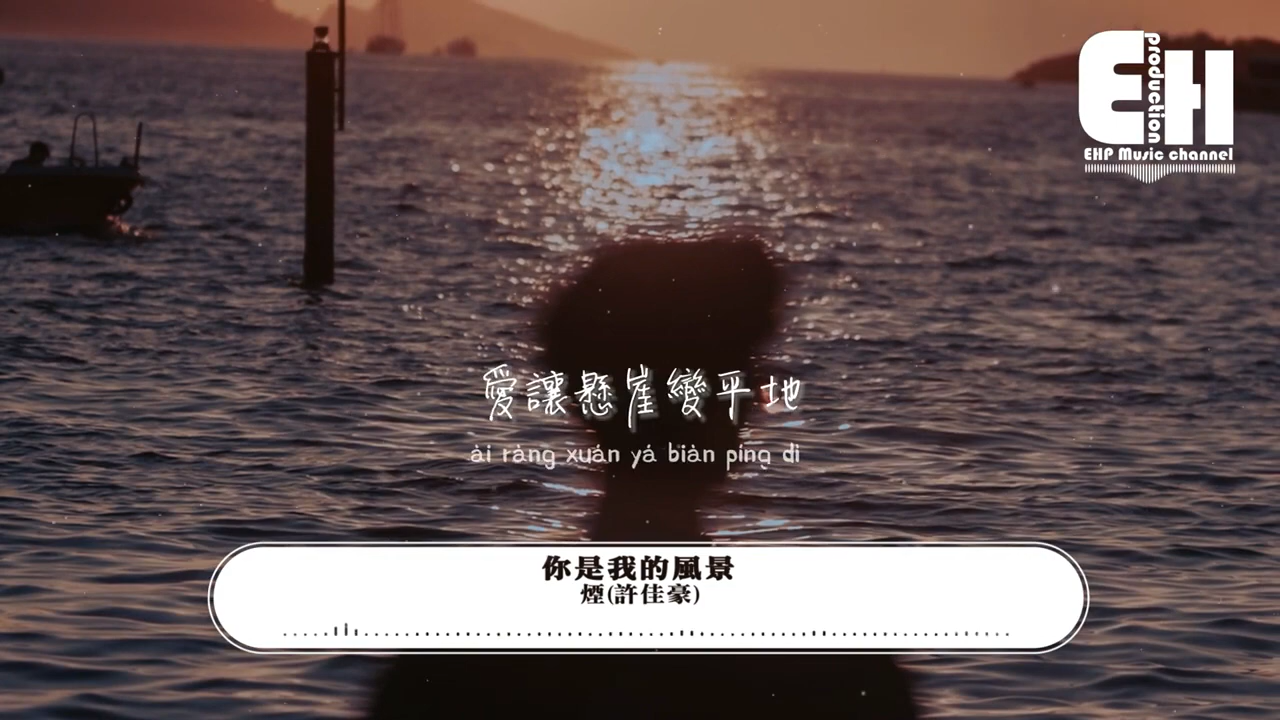 EH
production
EHP Music channel
愛讓懸崖變平地
ài ràng xuán yá biàn píng dì
你是我的風景
煙(許佳豪)